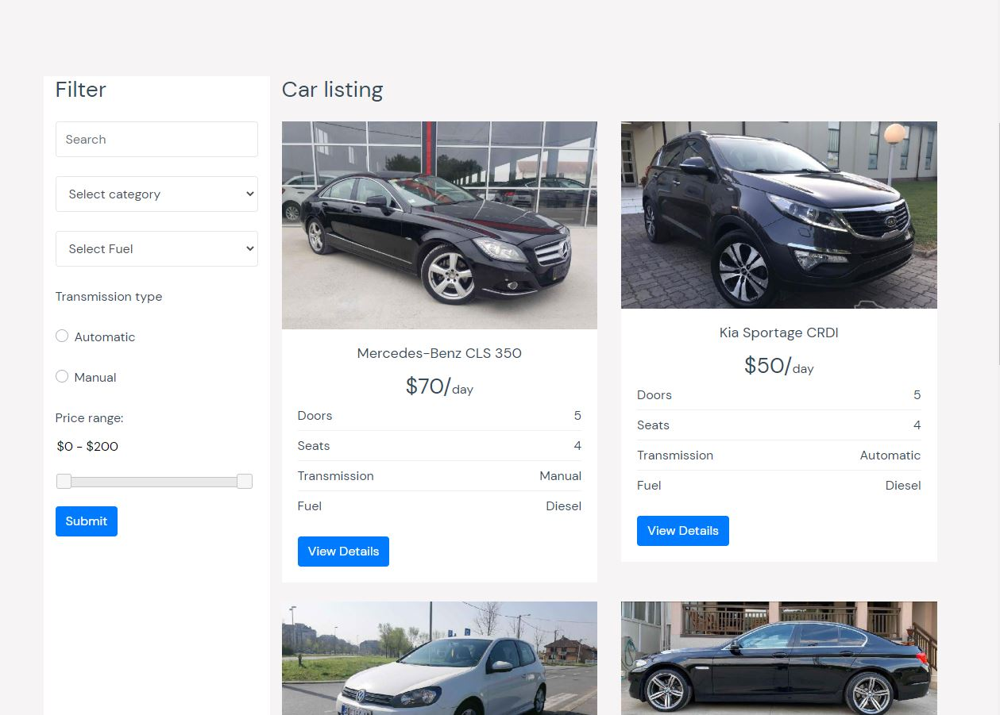 Filter
Search
Select category
Select Fuel
Transmission type
Automatic
Manual
Price range:
$0 - $200
Submit
Car listing
Mercedes-Benz CLS 350
$70/day
Doors 5
Seats 4
Transmission Manual
Fuel Diesel
View Details
Kia Sportage CRDI
$50/day
Doors 5
Seats 4
Transmission Automatic
Fuel Diesel
View Details